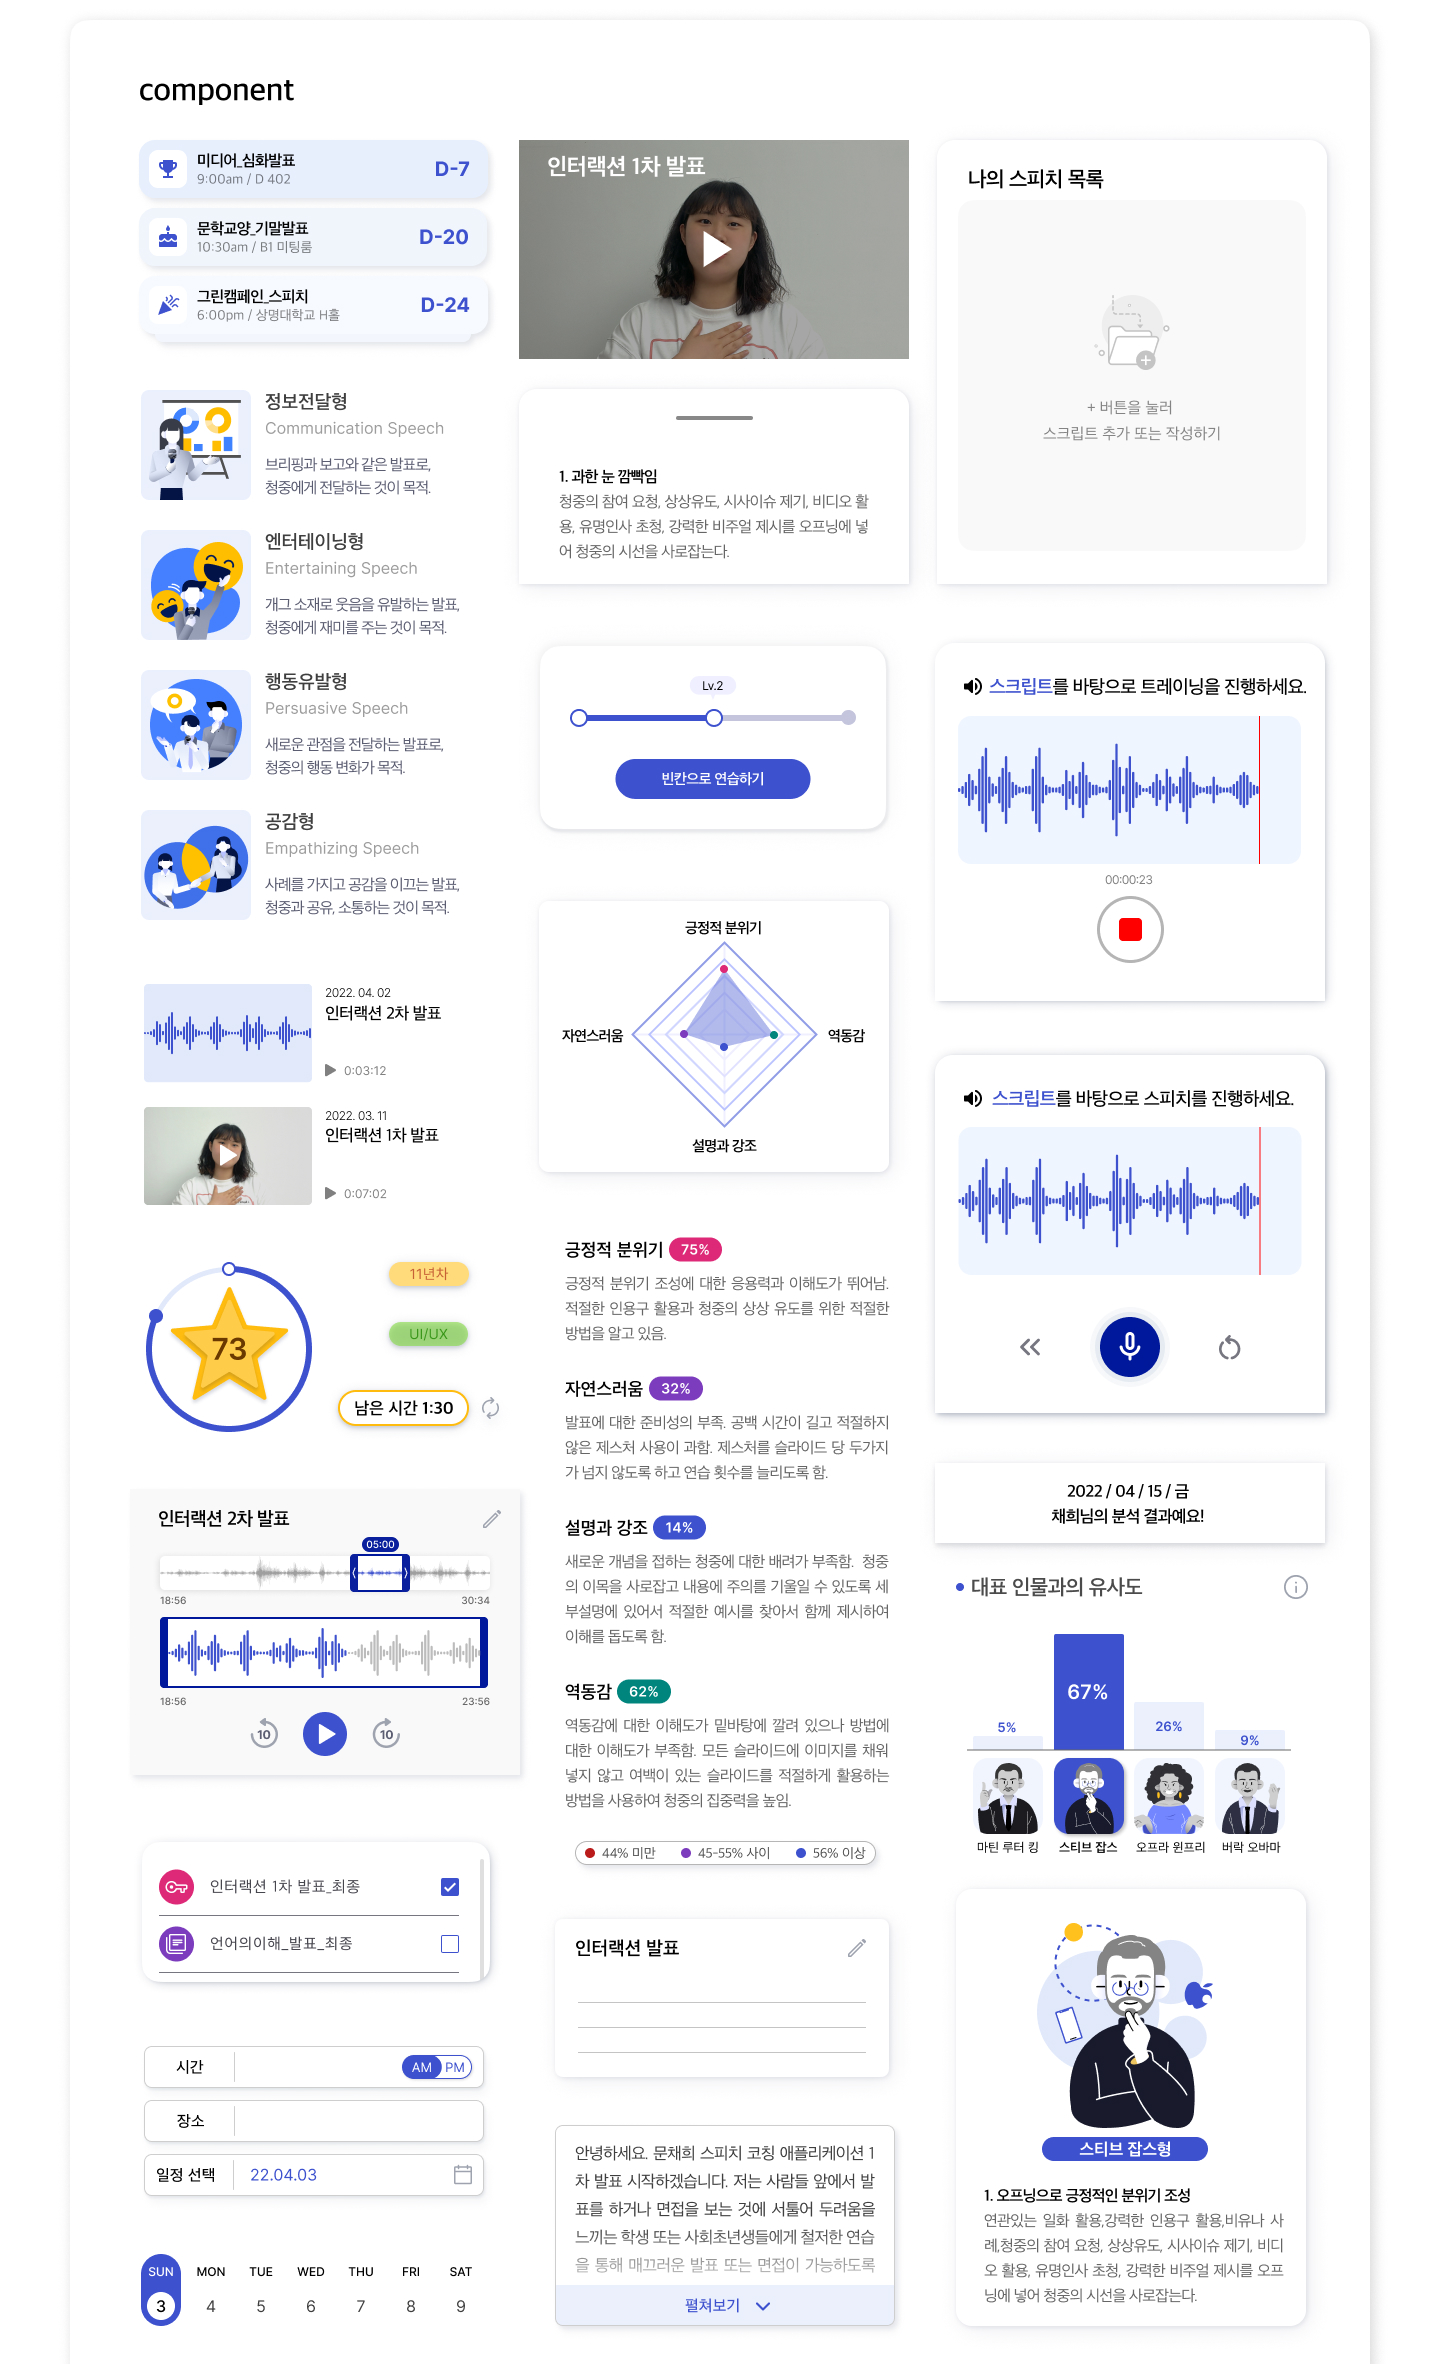 component
미디어_심화발표
9:00am / D 402
D-7
문학교양_기말발표
10:30am / B1 미팅룸
D-20
그린캠페인_스피치
6:00pm / 상명대학교 H홀
D-24
정보전달형
Communication Speech
브리핑과 보고와 같은 발표로,
청중에게 전달하는 것이 목적.
엔터테이닝형
Entertaining Speech
개그 소재로 웃음을 유발하는 발표,
청중에게 재미를 주는 것이 목적.
행동유발형
Persuasive Speech
새로운 관점을 전달하는 발표로,
청중의 행동 변화가 목적.
공감형
Empathizing Speech
사례를 가지고 공감을 이끄는 발표,
청중과 공유, 소통하는 것이 목적.
2022. 04. 02
인터랙션 2차 발표
0:03:12
2022. 03. 11
인터랙션 1차 발표
0:07:02
73
11년차
UI/UX
남은 시간 1:30
인터랙션 2차 발표
05:00
18:56
30:34
18:56
23:56
10
10
인터랙션 1차 발표_최종
언어의이해_발표_최종
시간
AM PM
장소
일정 선택
22.04.03
SUN MON TUE WED THU FRI SAT
3 4 5 6 7 8 9
인터랙션 1차 발표
1. 과한 눈 깜빡임
청중의 참여 요청, 상상유도, 시사이슈 제기, 비디오 활
용, 유명인사 초청, 강력한 비주얼 제시를 오프닝에 넣
어 청중의 시선을 사로잡는다.
Lv.2
빈칸으로 연습하기
긍정적 분위기
자연스러움
역동감
설명과 강조
긍정적 분위기 75%
긍정적 분위기 조성에 대한 응용력과 이해도가 뛰어남.
적절한 인용구 활용과 청중의 상상 유도를 위한 적절한
방법을 알고 있음.
자연스러움 32%
발표에 대한 준비성의 부족. 공백 시간이 길고 적절하지
않은 제스처 사용이 과함. 제스처를 슬라이드 당 두가지
가 넘지 않도록 하고 연습 횟수를 늘리도록 함.
설명과 강조 14%
새로운 개념을 접하는 청중에 대한 배려가 부족함. 청중
의 이목을 사로잡고 내용에 주의를 기울일 수 있도록 세
부설명에 있어서 적절한 예시를 찾아서 함께 제시하여
이해를 돕도록 함.
역동감 62%
역동감에 대한 이해도가 밑바탕에 깔려 있으나 방법에
대한 이해도가 부족함. 모든 슬라이드에 이미지를 채워
넣지 않고 여백이 있는 슬라이드를 적절하게 활용하는
방법을 사용하여 청중의 집중력을 높임.
44% 미만 45-55% 사이 56% 이상
인터랙션 발표
안녕하세요. 문채희 스피치 코칭 애플리케이션 1
차 발표 시작하겠습니다. 저는 사람들 앞에서 발
표를 하거나 면접을 보는 것에 서툴어 두려움을
느끼는 학생 또는 사회초년생들에게 철저한 연습
을 통해 매끄러운 발표 또는 면접이 가능하도록
펼쳐보기
나의 스피치 목록
+ 버튼을 눌러
스크립트 추가 또는 작성하기
스크립트를 바탕으로 트레이닝을 진행하세요.
00:00:23
스크립트를 바탕으로 스피치를 진행하세요.
2022 / 04 / 15 / 금
채희님의 분석 결과예요!
대표 인물과의 유사도
5%
67%
26%
9%
마틴 루터 킹
스티브 잡스
오프라 윈프리
버락 오바마
스티브 잡스형
1. 오프닝으로 긍정적인 분위기 조성
연관있는 일화 활용,강력한 인용구 활용,비유나 사
례,청중의 참여 요청, 상상유도, 시사이슈 제기, 비디
오 활용, 유명인사 초청, 강력한 비주얼 제시를 오프
닝에 넣어 청중의 시선을 사로잡는다.